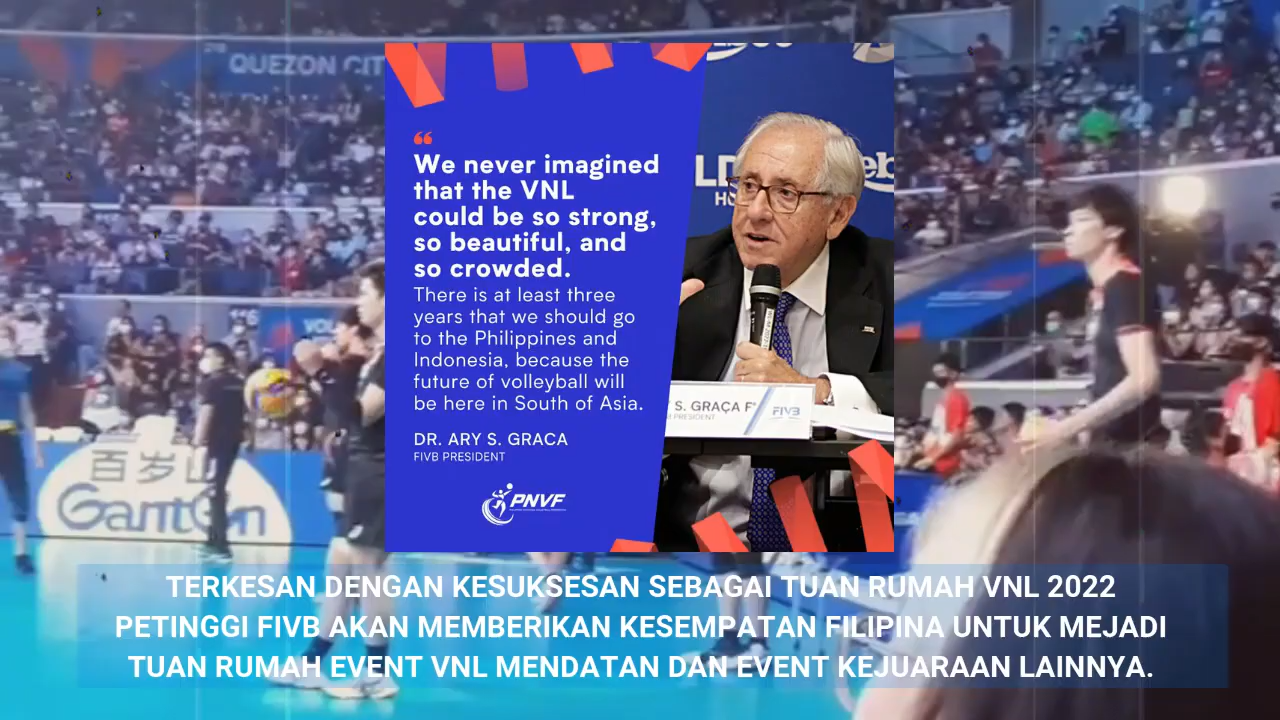 QUEZON CIT
“
We never imagined
that the VNL
could be so strong,
so beautiful, and
so crowded.
There is at least three
years that we should go
to the Philippines and
Indonesia, because the
future of volleyball will
be here in South of Asia.
DR. ARY S. GRACA
FIVB PRESIDENT
PNVF
S. GRAÇA F
PRESIDENT
FIVB
116
百岁山
GantEn
TERKESAN DENGAN KESUKSESAN SEBAGAI TUAN RUMAH VNL 2022
PETINGGI FIVB AKAN MEMBERIKAN KESEMPATAN FILIPINA UNTUK MEJADI
TUAN RUMAH EVENT VNL MENDATAN DAN EVENT KEJUARAAN LAINNYA.